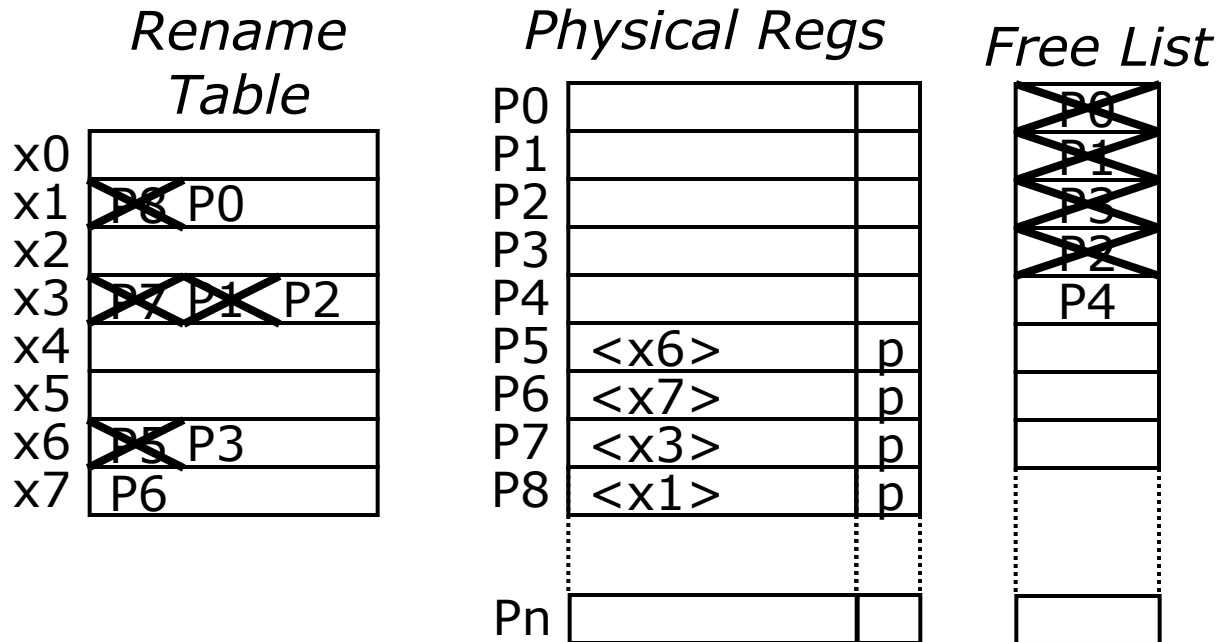 Rename
Table
x0
x1 P8 P0
x2
x3 P7 P1 P2
x4
x5
x6 P5 P3
x7 P6
Physical Regs
P0
P1
P2
P3
P4
P5 <x6> p
P6 <x7> p
P7 <x3> p
P8 <x1> p
Pn
Free List
P0
P1
P3
P2
P4